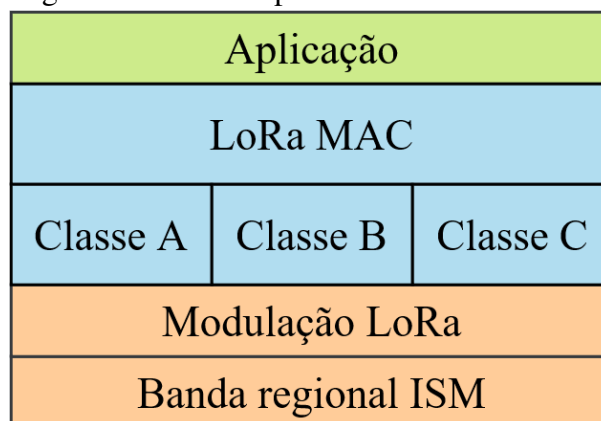 Aplicação
LoRa MAC
Classe A Classe B Classe C
Modulação LoRa
Banda regional ISM